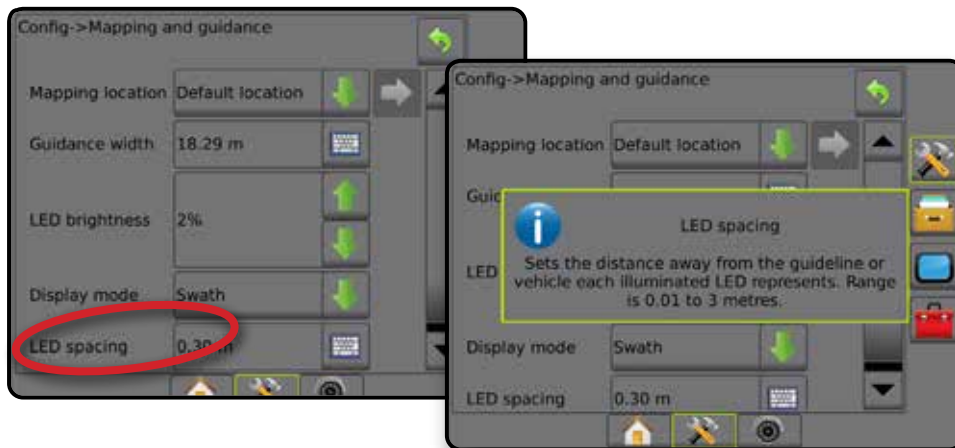 Config->Mapping and guidance
Mapping location Default location
Guidance width 18.29 m
LED brightness 2%
Display mode Swath
LED spacing 0.30 m
Config->Mapping and guidance
Mapping location Default location
LED spacing
Sets the distance away from the guideline or
vehicle each illuminated LED represents. Range
is 0.01 to 3 metres.
LED
Display mode Swath
LED spacing 0.30 m